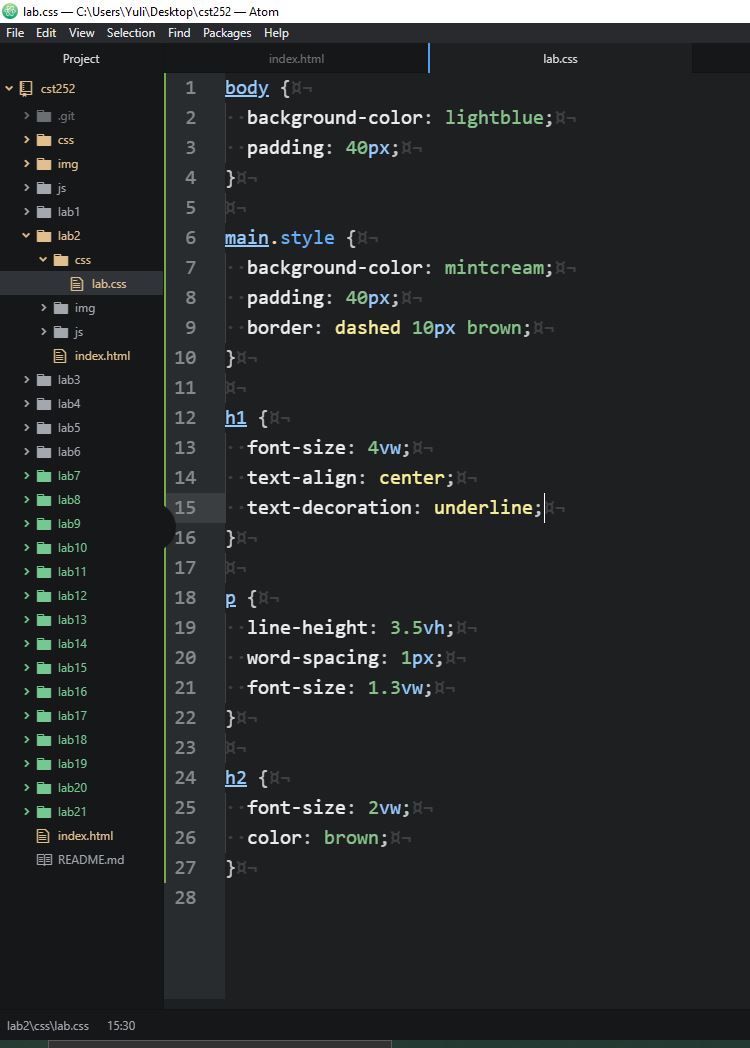 lab.css — C:\Users\Yuli\Desktop\cst252 — Atom
File Edit View Selection Find Packages Help
Project
index.html
lab.css
cst252
.git
css
img
js
lab1
lab2
css
lab.css
img
js
index.html
lab3
lab4
lab5
lab6
lab7
lab8
lab9
lab10
lab11
lab12
lab13
lab14
lab15
lab16
lab17
lab18
lab19
lab20
lab21
index.html
README.md
1 body {¤¬
2 ··background-color: lightblue;¤¬
3 ··padding: 40px;¤¬
4 }¤¬
5 ¤¬
6 main.style {¤¬
7 ··background-color: mintcream;¤¬
8 ··padding: 40px;¤¬
9 ··border: dashed 10px brown;¤¬
10 }¤¬
11 ¤¬
12 h1 {¤¬
13 ··font-size: 4vw;¤¬
14 ··text-align: center;¤¬
15 ··text-decoration: underline;¤¬
16 }¤¬
17 ¤¬
18 p {¤¬
19 ··line-height: 3.5vh;¤¬
20 ··word-spacing: 1px;¤¬
21 ··font-size: 1.3vw;¤¬
22 }¤¬
23 ¤¬
24 h2 {¤¬
25 ··font-size: 2vw;¤¬
26 ··color: brown;¤¬
27 }¤¬
28
lab2\css\lab.css 15:30